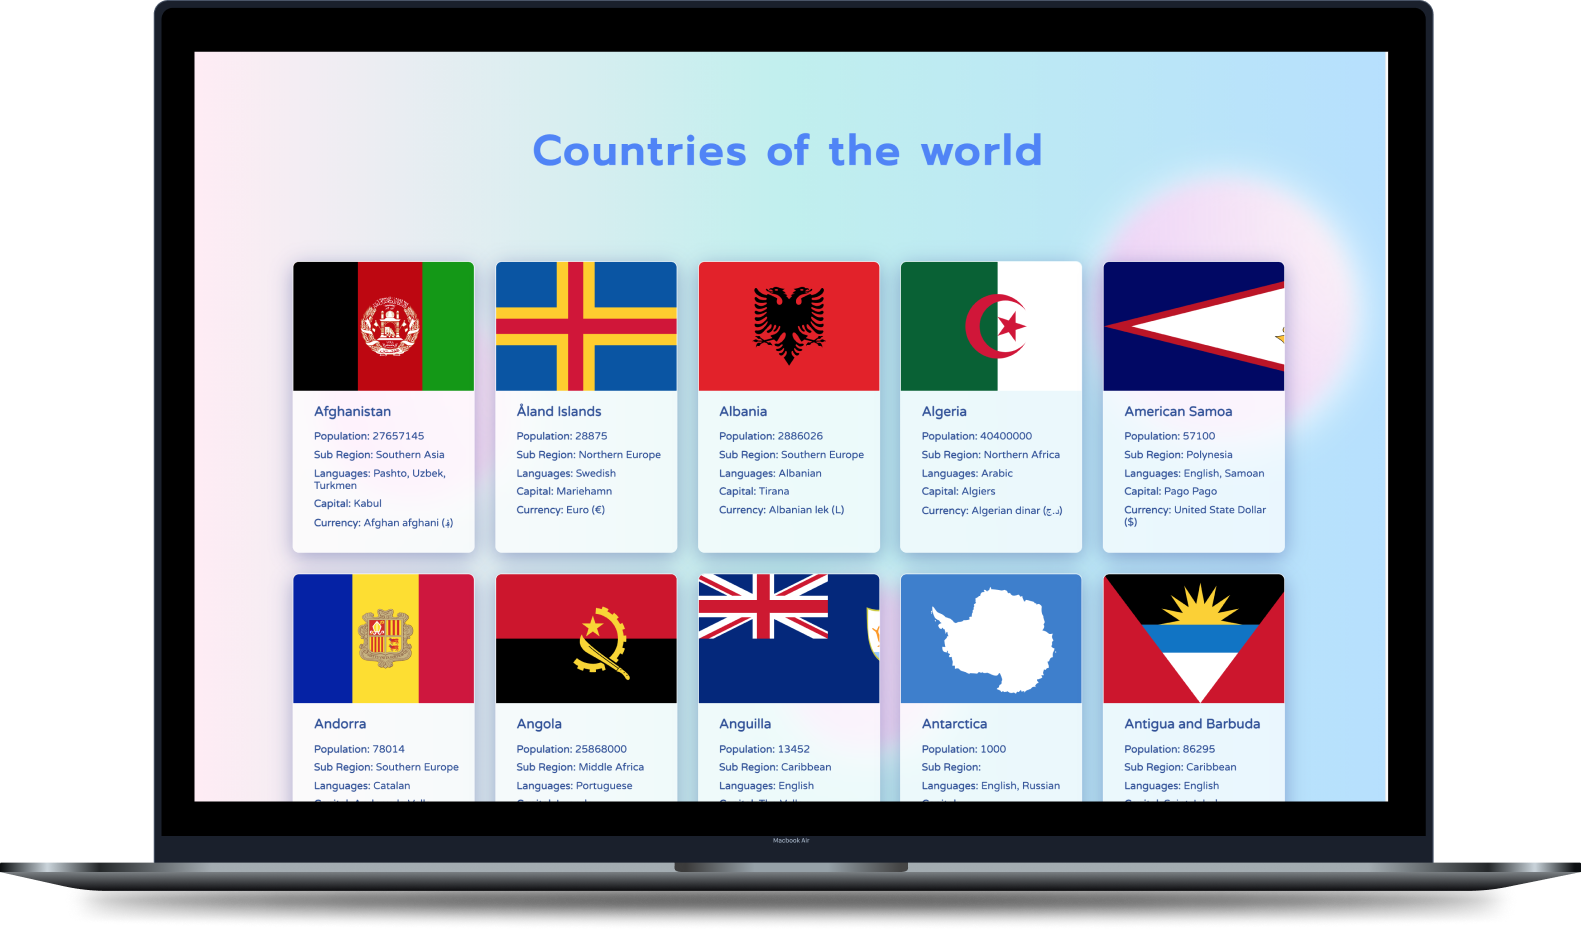 Countries of the world
Afghanistan
Population: 27657145
Sub Region: Southern Asia
Languages: Pashto, Uzbek,
Turkmen
Capital: Kabul
Currency: Afghan afghani (؋)
Åland Islands
Population: 28875
Sub Region: Northern Europe
Languages: Swedish
Capital: Mariehamn
Currency: Euro (€)
Albania
Population: 2886026
Sub Region: Southern Europe
Languages: Albanian
Capital: Tirana
Currency: Albanian lek (L)
Algeria
Population: 40400000
Sub Region: Northern Africa
Languages: Arabic
Capital: Algiers
Currency: Algerian dinar (د.ج)
American Samoa
Population: 57100
Sub Region: Polynesia
Languages: English, Samoan
Capital: Pago Pago
Currency: United State Dollar
($)
Andorra
Population: 78014
Sub Region: Southern Europe
Languages: Catalan
Angola
Population: 25868000
Sub Region: Middle Africa
Languages: Portuguese
Anguilla
Population: 13452
Sub Region: Caribbean
Languages: English
Antarctica
Population: 1000
Sub Region:
Languages: English, Russian
Antigua and Barbuda
Population: 86295
Sub Region: Caribbean
Languages: English
Macbook Air